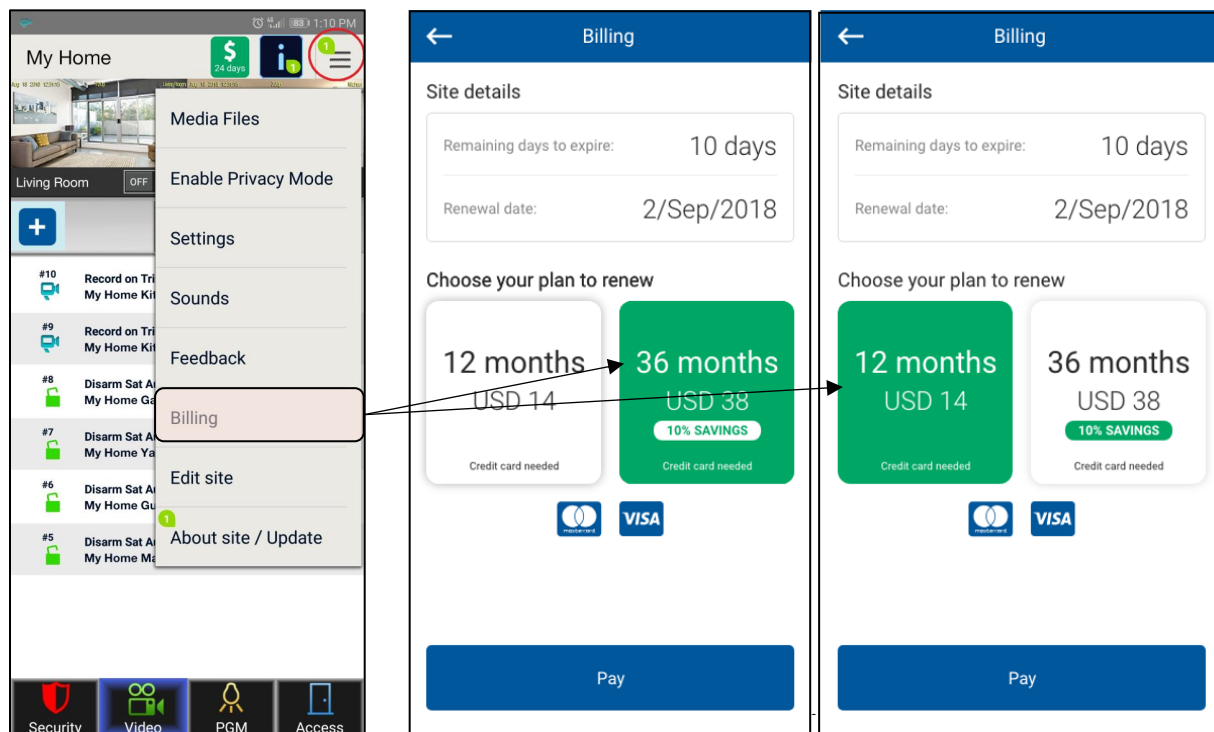 83 1:10 PM
My Home
$
24 days
i
1
1
Living Room
OFF
+
Media Files
Enable Privacy Mode
Settings
Sounds
Feedback
Billing
Edit site
1
About site / Update
#10
Record on Tri
My Home Kit
#9
Record on Tri
My Home Kit
#8
Disarm Sat Au
My Home Ga
#7
Disarm Sat Au
My Home Ya
#6
Disarm Sat Au
My Home Gu
#5
Disarm Sat Au
My Home Ma
Security
Video
PGM
Access
Billing
Site details
Remaining days to expire: 10 days
Renewal date: 2/Sep/2018
Choose your plan to renew
12 months
USD 14
Credit card needed
36 months
USD 38
10% SAVINGS
Credit card needed
mastercard
VISA
Pay
Billing
Site details
Remaining days to expire: 10 days
Renewal date: 2/Sep/2018
Choose your plan to renew
12 months
USD 14
Credit card needed
36 months
USD 38
10% SAVINGS
Credit card needed
mastercard
VISA
Pay